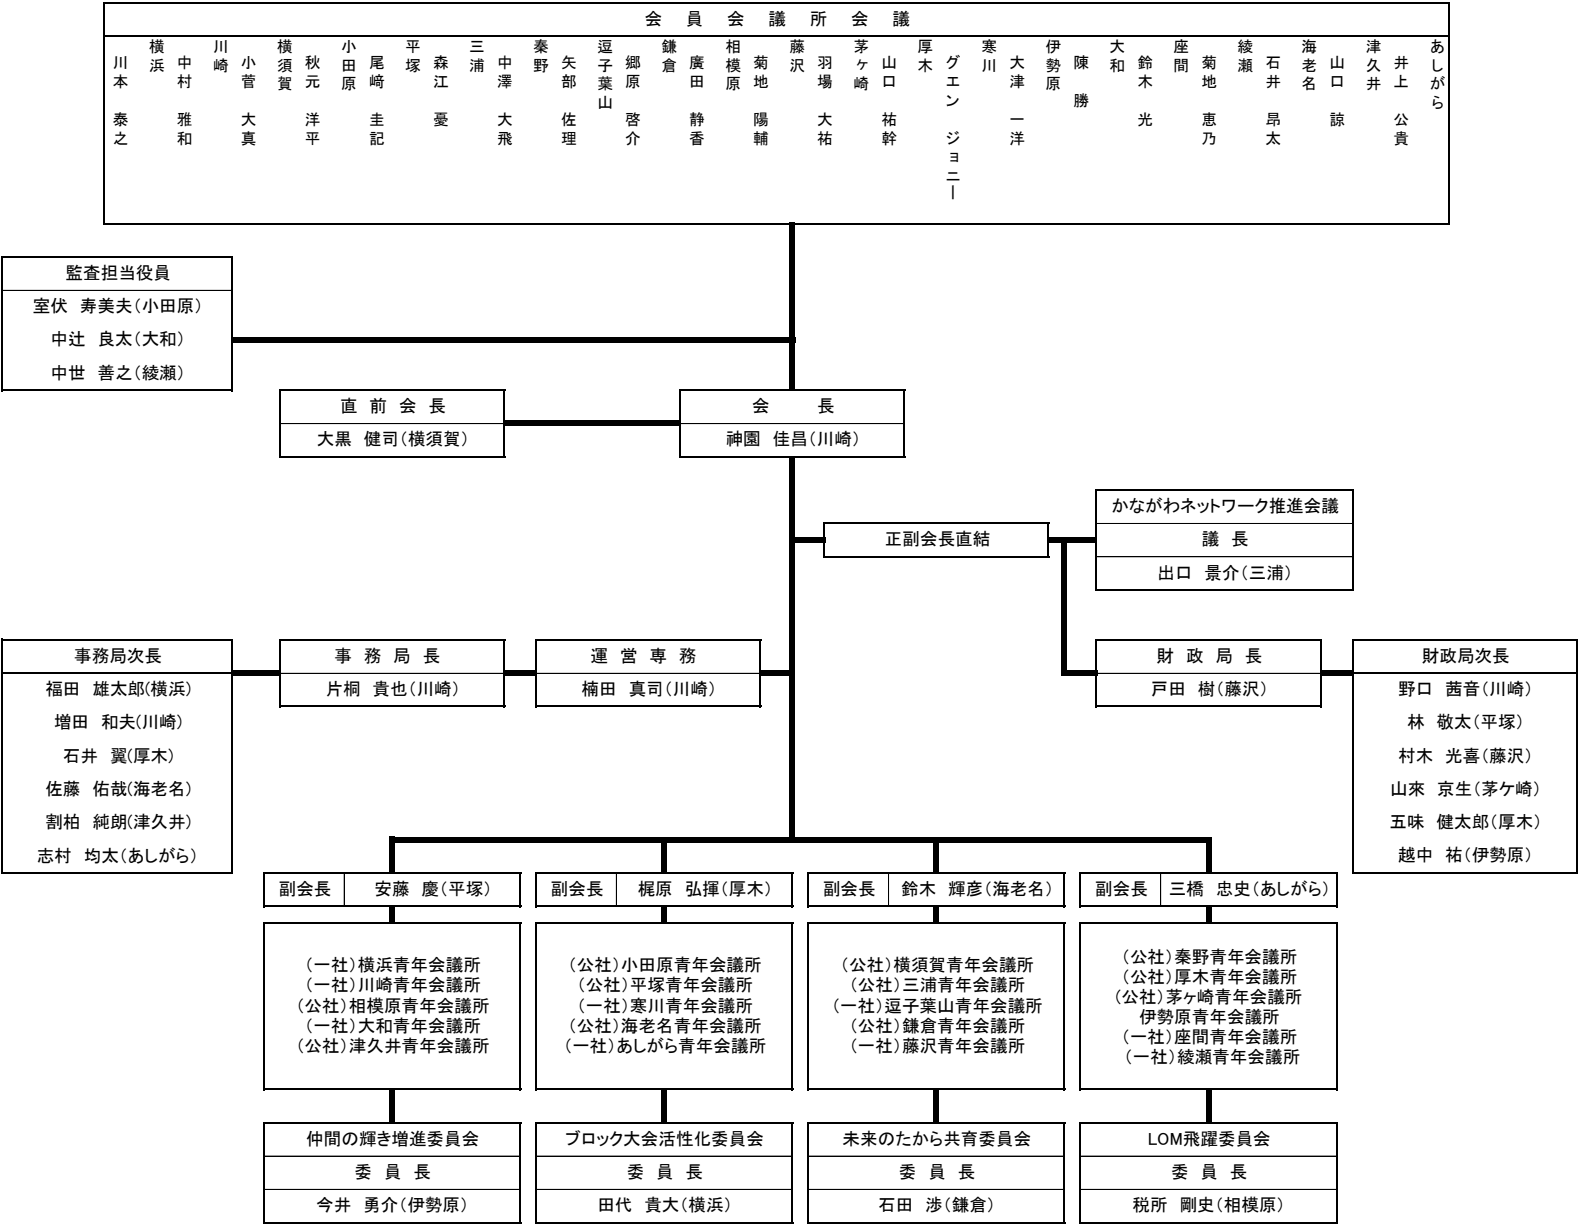 会員会議所会議
あしがら
井上　公貴
津久井
山口　諒
海老名
石井　昂太
綾瀬
菊地　恵乃
座間
鈴木　光
大和
陳　勝
伊勢原
大津　一洋
寒川
グエン　ジョニー
厚木
山口　祐幹
茅ヶ崎
羽場　大祐
藤沢
菊地　陽輔
相模原
廣田　静香
鎌倉
郷原　啓介
逗子葉山
矢部　佐理
秦野
中澤　大飛
三浦
森江　憂
平塚
尾﨑　圭記
小田原
秋元　洋平
横須賀
小菅　大真
川崎
中村　雅和
横浜
川本　泰之
監査担当役員
室伏　寿美夫（小田原）
中辻　良太（大和）
中世　善之（綾瀬）
直前会長
大黒　健司（横須賀）
会　長
神園　佳昌（川崎）
正副会長直結
かながわネットワーク推進会議
議長
出口　景介（三浦）
事務局次長
福田　雄太郎（横浜）
増田　和夫（川崎）
石井　翼（厚木）
佐藤　佑哉（海老名）
割柏　純朗（津久井）
志村　均太（あしがら）
事務局長
片桐　貴也（川崎）
運営専務
楠田　真司（川崎）
財政局長
戸田　樹（藤沢）
財政局次長
野口　茜音（川崎）
林　敬太（平塚）
村木　光喜（藤沢）
山來　京生（茅ケ崎）
五味　健太郎（厚木）
越中　祐（伊勢原）
副会長　安藤　慶（平塚）
（一社）横浜青年会議所
（一社）川崎青年会議所
（公社）相模原青年会議所
（一社）大和青年会議所
（公社）津久井青年会議所
仲間の輝き増進委員会
委員長
今井　勇介（伊勢原）
副会長　梶原　弘揮（厚木）
（公社）小田原青年会議所
（公社）平塚青年会議所
（一社）寒川青年会議所
（公社）海老名青年会議所
（一社）あしがら青年会議所
ブロック大会活性化委員会
委員長
田代　貴大（横浜）
副会長　鈴木　輝彦（海老名）
（公社）横須賀青年会議所
（公社）三浦青年会議所
（一社）逗子葉山青年会議所
（公社）鎌倉青年会議所
（一社）藤沢青年会議所
未来のたから共育委員会
委員長
石田　渉（鎌倉）
副会長　三橋　忠史（あしがら）
（公社）秦野青年会議所
（公社）厚木青年会議所
（公社）茅ヶ崎青年会議所
伊勢原青年会議所
（一社）座間青年会議所
（一社）綾瀬青年会議所
LOM飛躍委員会
委員長
税所　剛史（相模原）